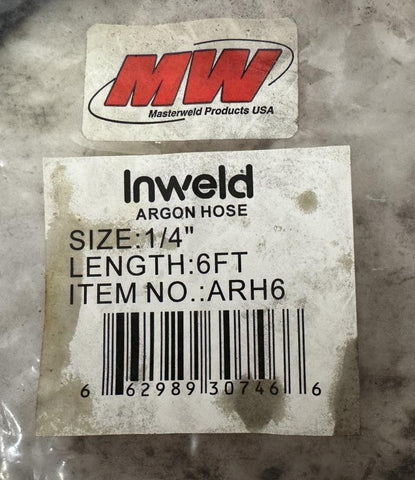 MW
Masterweld Products USA
Inweld
ARGON HOSE
SIZE:1/4"
LENGTH:6FT
ITEM NO.:ARH6
6 62989 30746 6